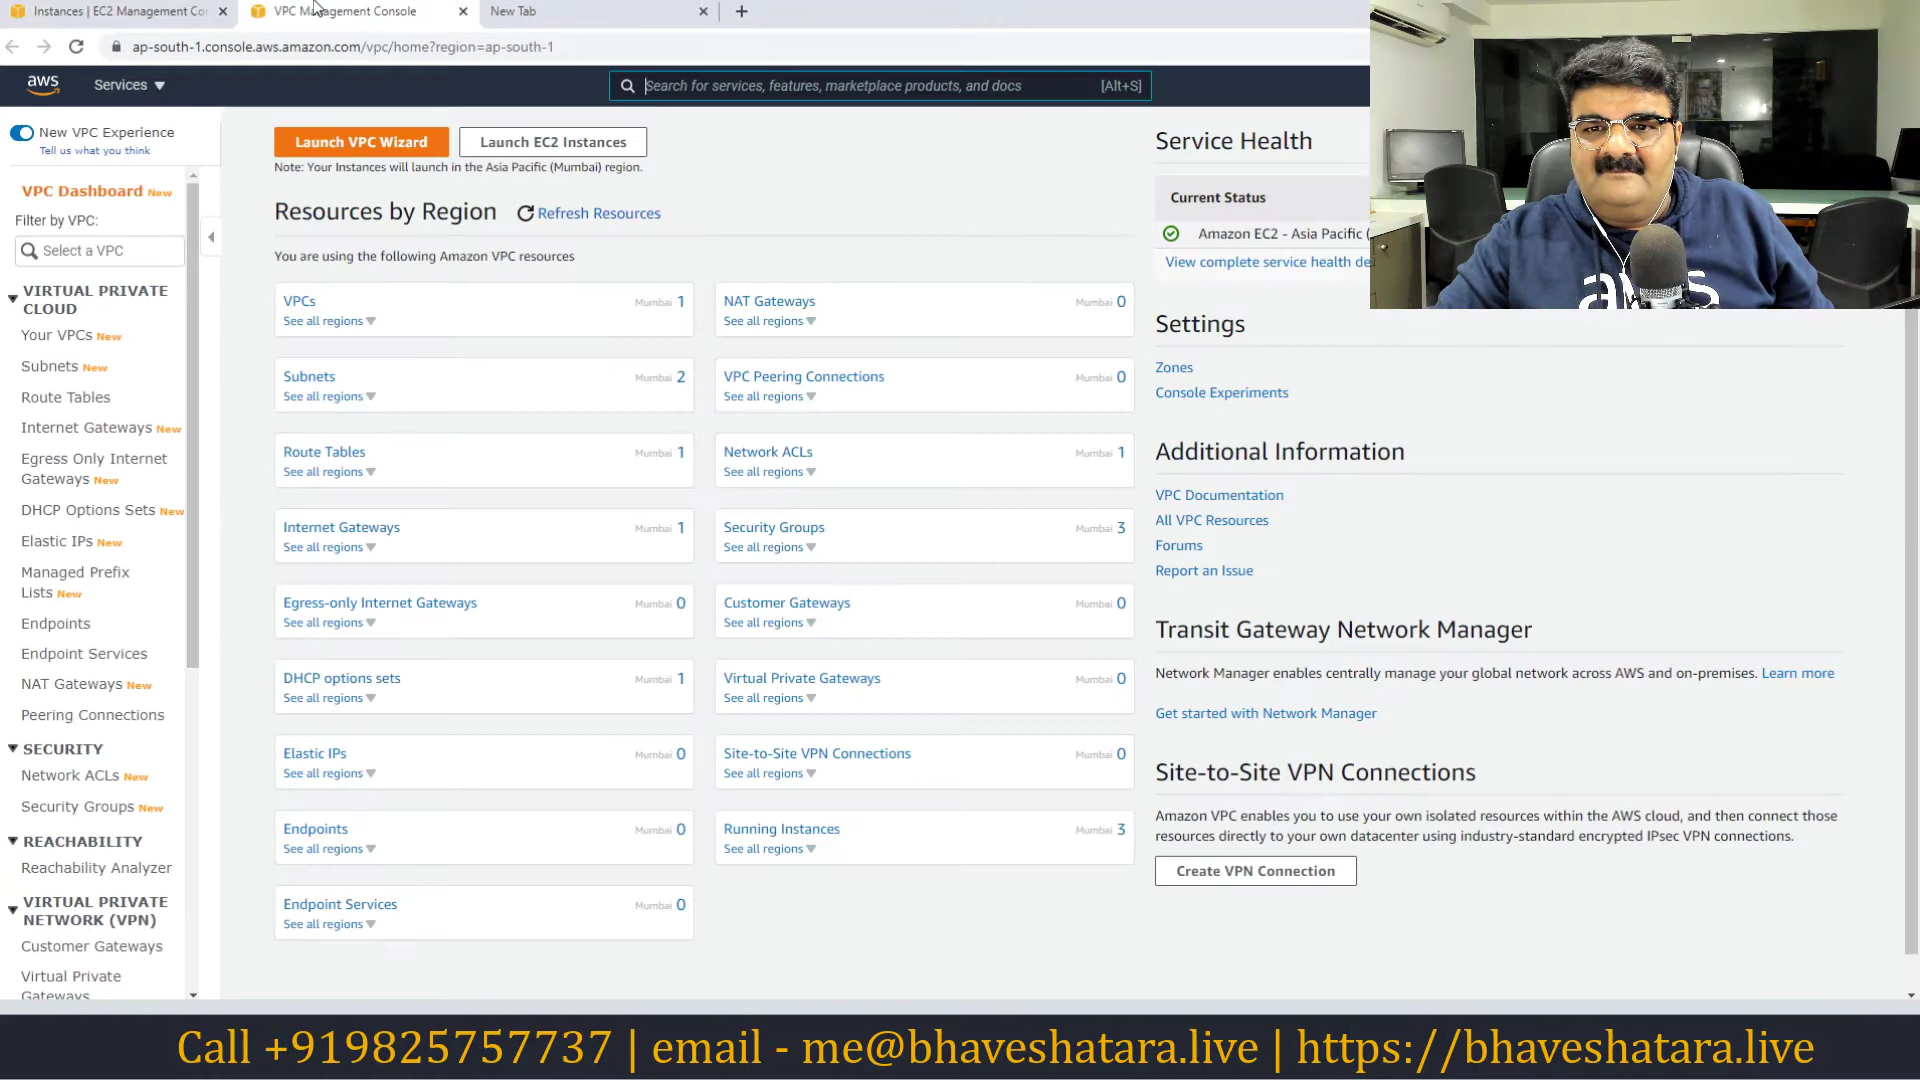 Instances | EC2 Management Co
VPC Management Console
New Tab
ap-south-1.console.aws.amazon.com/vpc/home?region=ap-south-1
aws
Services
Search for services, features, marketplace products, and docs
[Alt+S]
New VPC Experience
Tell us what you think
VPC Dashboard New
Filter by VPC:
Select a VPC
VIRTUAL PRIVATE
CLOUD
Your VPCs New
Subnets New
Route Tables
Internet Gateways New
Egress Only Internet
Gateways New
DHCP Options Sets New
Elastic IPs New
Managed Prefix
Lists New
Endpoints
Endpoint Services
NAT Gateways New
Peering Connections
SECURITY
Network ACLs New
Security Groups New
REACHABILITY
Reachability Analyzer
VIRTUAL PRIVATE
NETWORK (VPN)
Customer Gateways
Virtual Private
Gateways
Launch VPC Wizard
Launch EC2 Instances
Note: Your Instances will launch in the Asia Pacific (Mumbai) region.
Resources by Region
Refresh Resources
You are using the following Amazon VPC resources
VPCs Mumbai 1
See all regions
NAT Gateways Mumbai 0
See all regions
Subnets Mumbai 2
See all regions
VPC Peering Connections Mumbai 0
See all regions
Route Tables Mumbai 1
See all regions
Network ACLs Mumbai 1
See all regions
Internet Gateways Mumbai 1
See all regions
Security Groups Mumbai 3
See all regions
Egress-only Internet Gateways Mumbai 0
See all regions
Customer Gateways Mumbai 0
See all regions
DHCP options sets Mumbai 1
See all regions
Virtual Private Gateways Mumbai 0
See all regions
Elastic IPs Mumbai 0
See all regions
Site-to-Site VPN Connections Mumbai 0
See all regions
Endpoints Mumbai 0
See all regions
Running Instances Mumbai 3
See all regions
Endpoint Services Mumbai 0
See all regions
Service Health
Current Status
Amazon EC2 - Asia Pacific (
View complete service health de
Settings
Zones
Console Experiments
Additional Information
VPC Documentation
All VPC Resources
Forums
Report an Issue
Transit Gateway Network Manager
Network Manager enables centrally manage your global network across AWS and on-premises. Learn more
Get started with Network Manager
Site-to-Site VPN Connections
Amazon VPC enables you to use your own isolated resources within the AWS cloud, and then connect those
resources directly to your own datacenter using industry-standard encrypted IPsec VPN connections.
Create VPN Connection
aws
Call +919825757737 | email - me@bhaveshatara.live | https://bhaveshatara.live